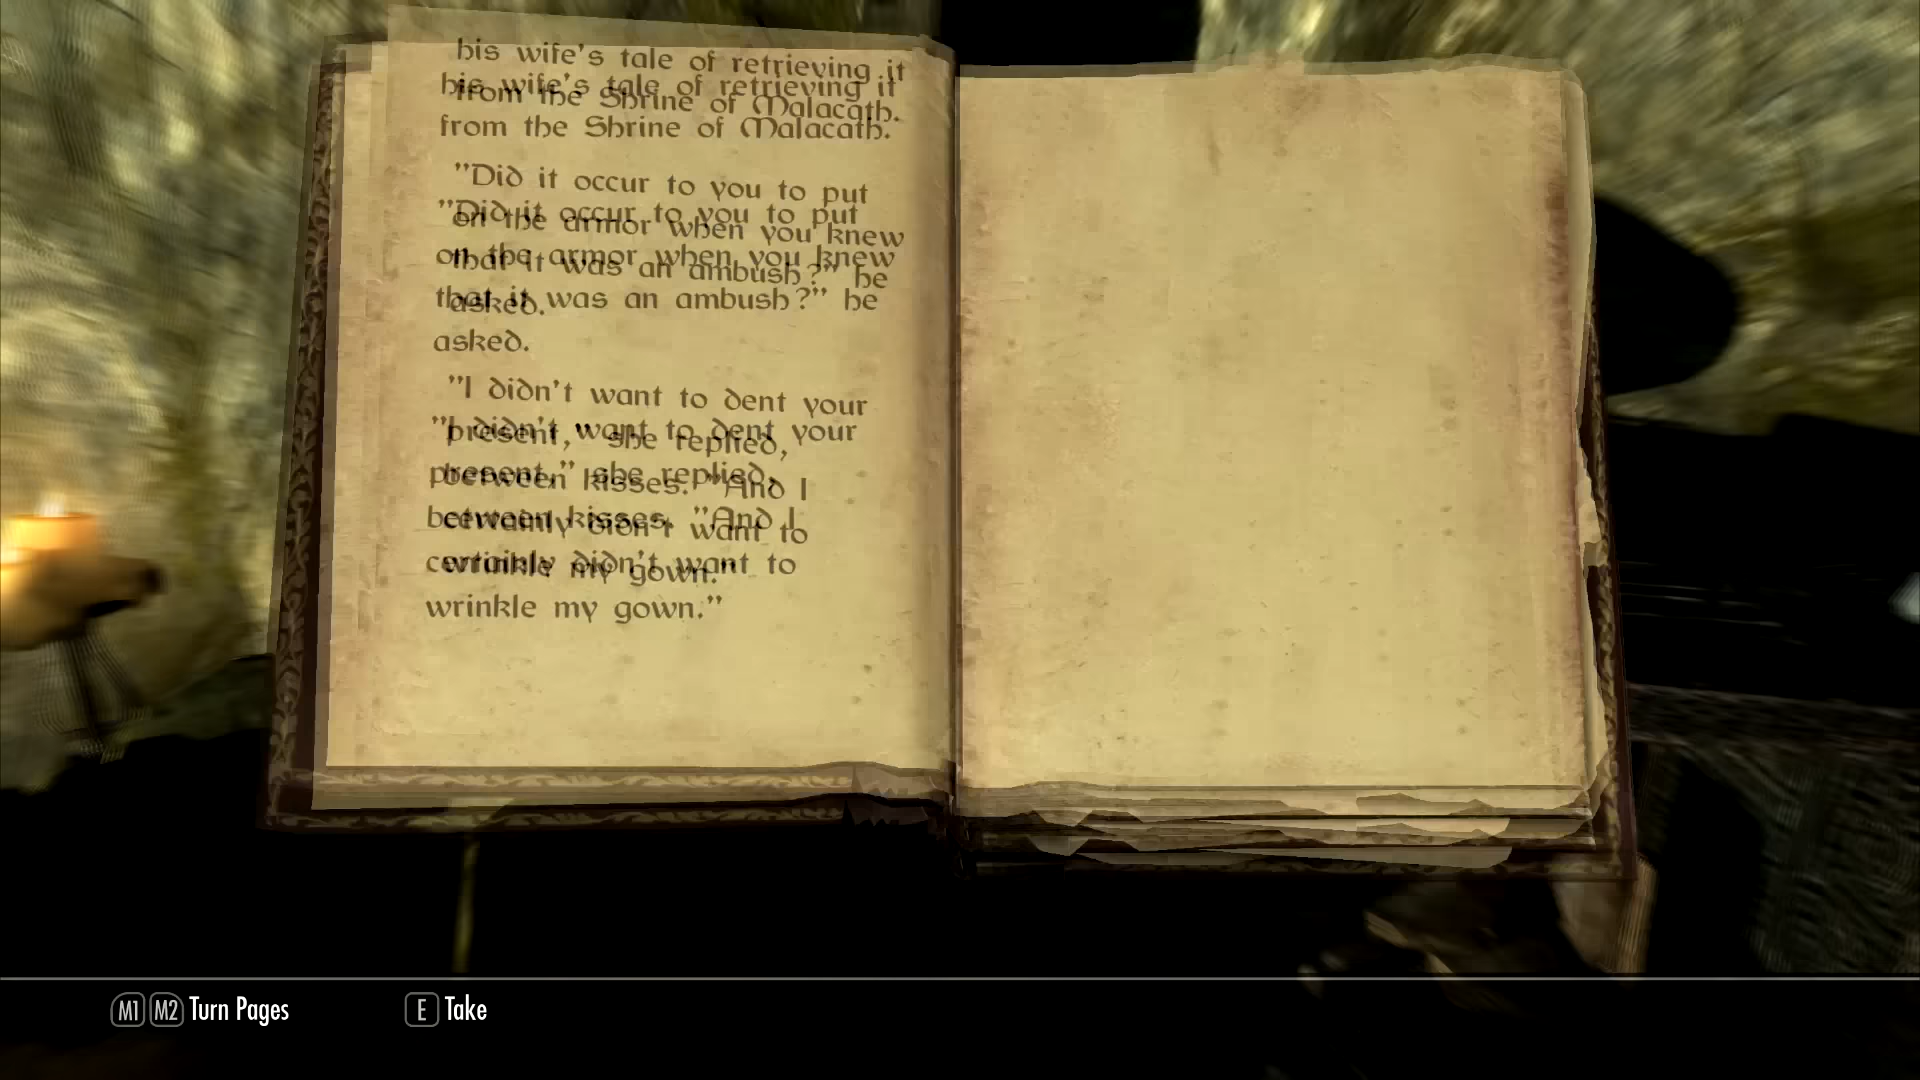 his wife's tale of retrieving it
from the Shrine of Malacath.
"Did it occur to you to put
on the armor when you knew
that it was an ambush?" he
asked.
"I didn't want to dent your
present," she replied,
between kisses. "And I
certainly didn't want to
wrinkle my gown."
M1 M2 Turn Pages
E Take